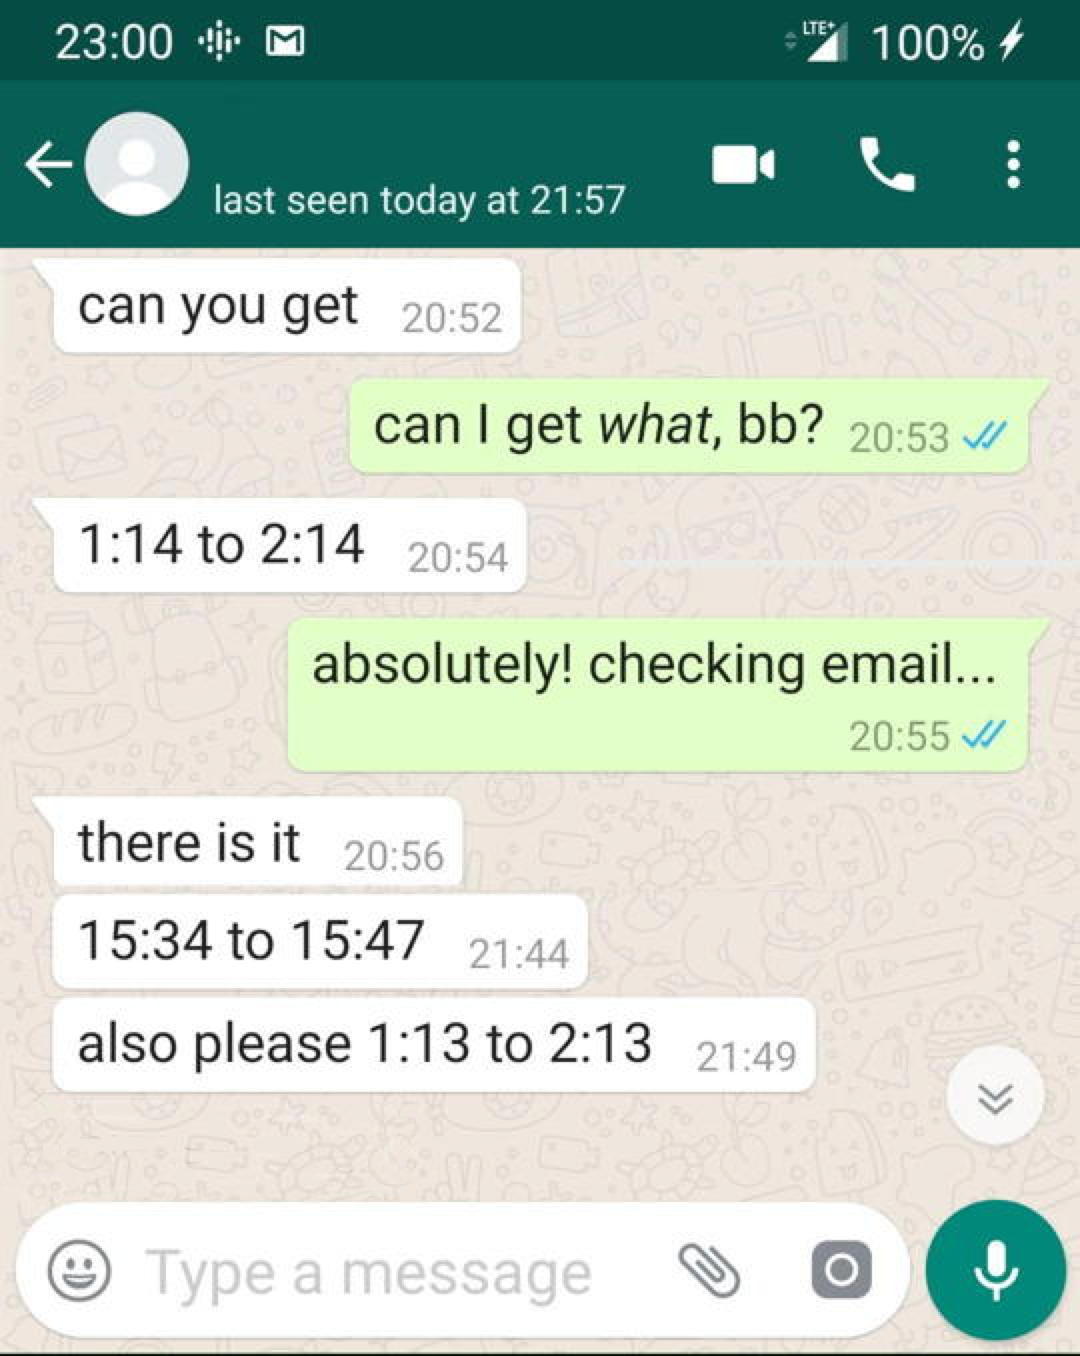 23:00 LTE+ 100%
last seen today at 21:57
can you get 20:52
can I get what, bb? 20:53
1:14 to 2:14 20:54
absolutely! checking email...
20:55
there is it 20:56
15:34 to 15:47 21:44
also please 1:13 to 2:13 21:49
Type a message